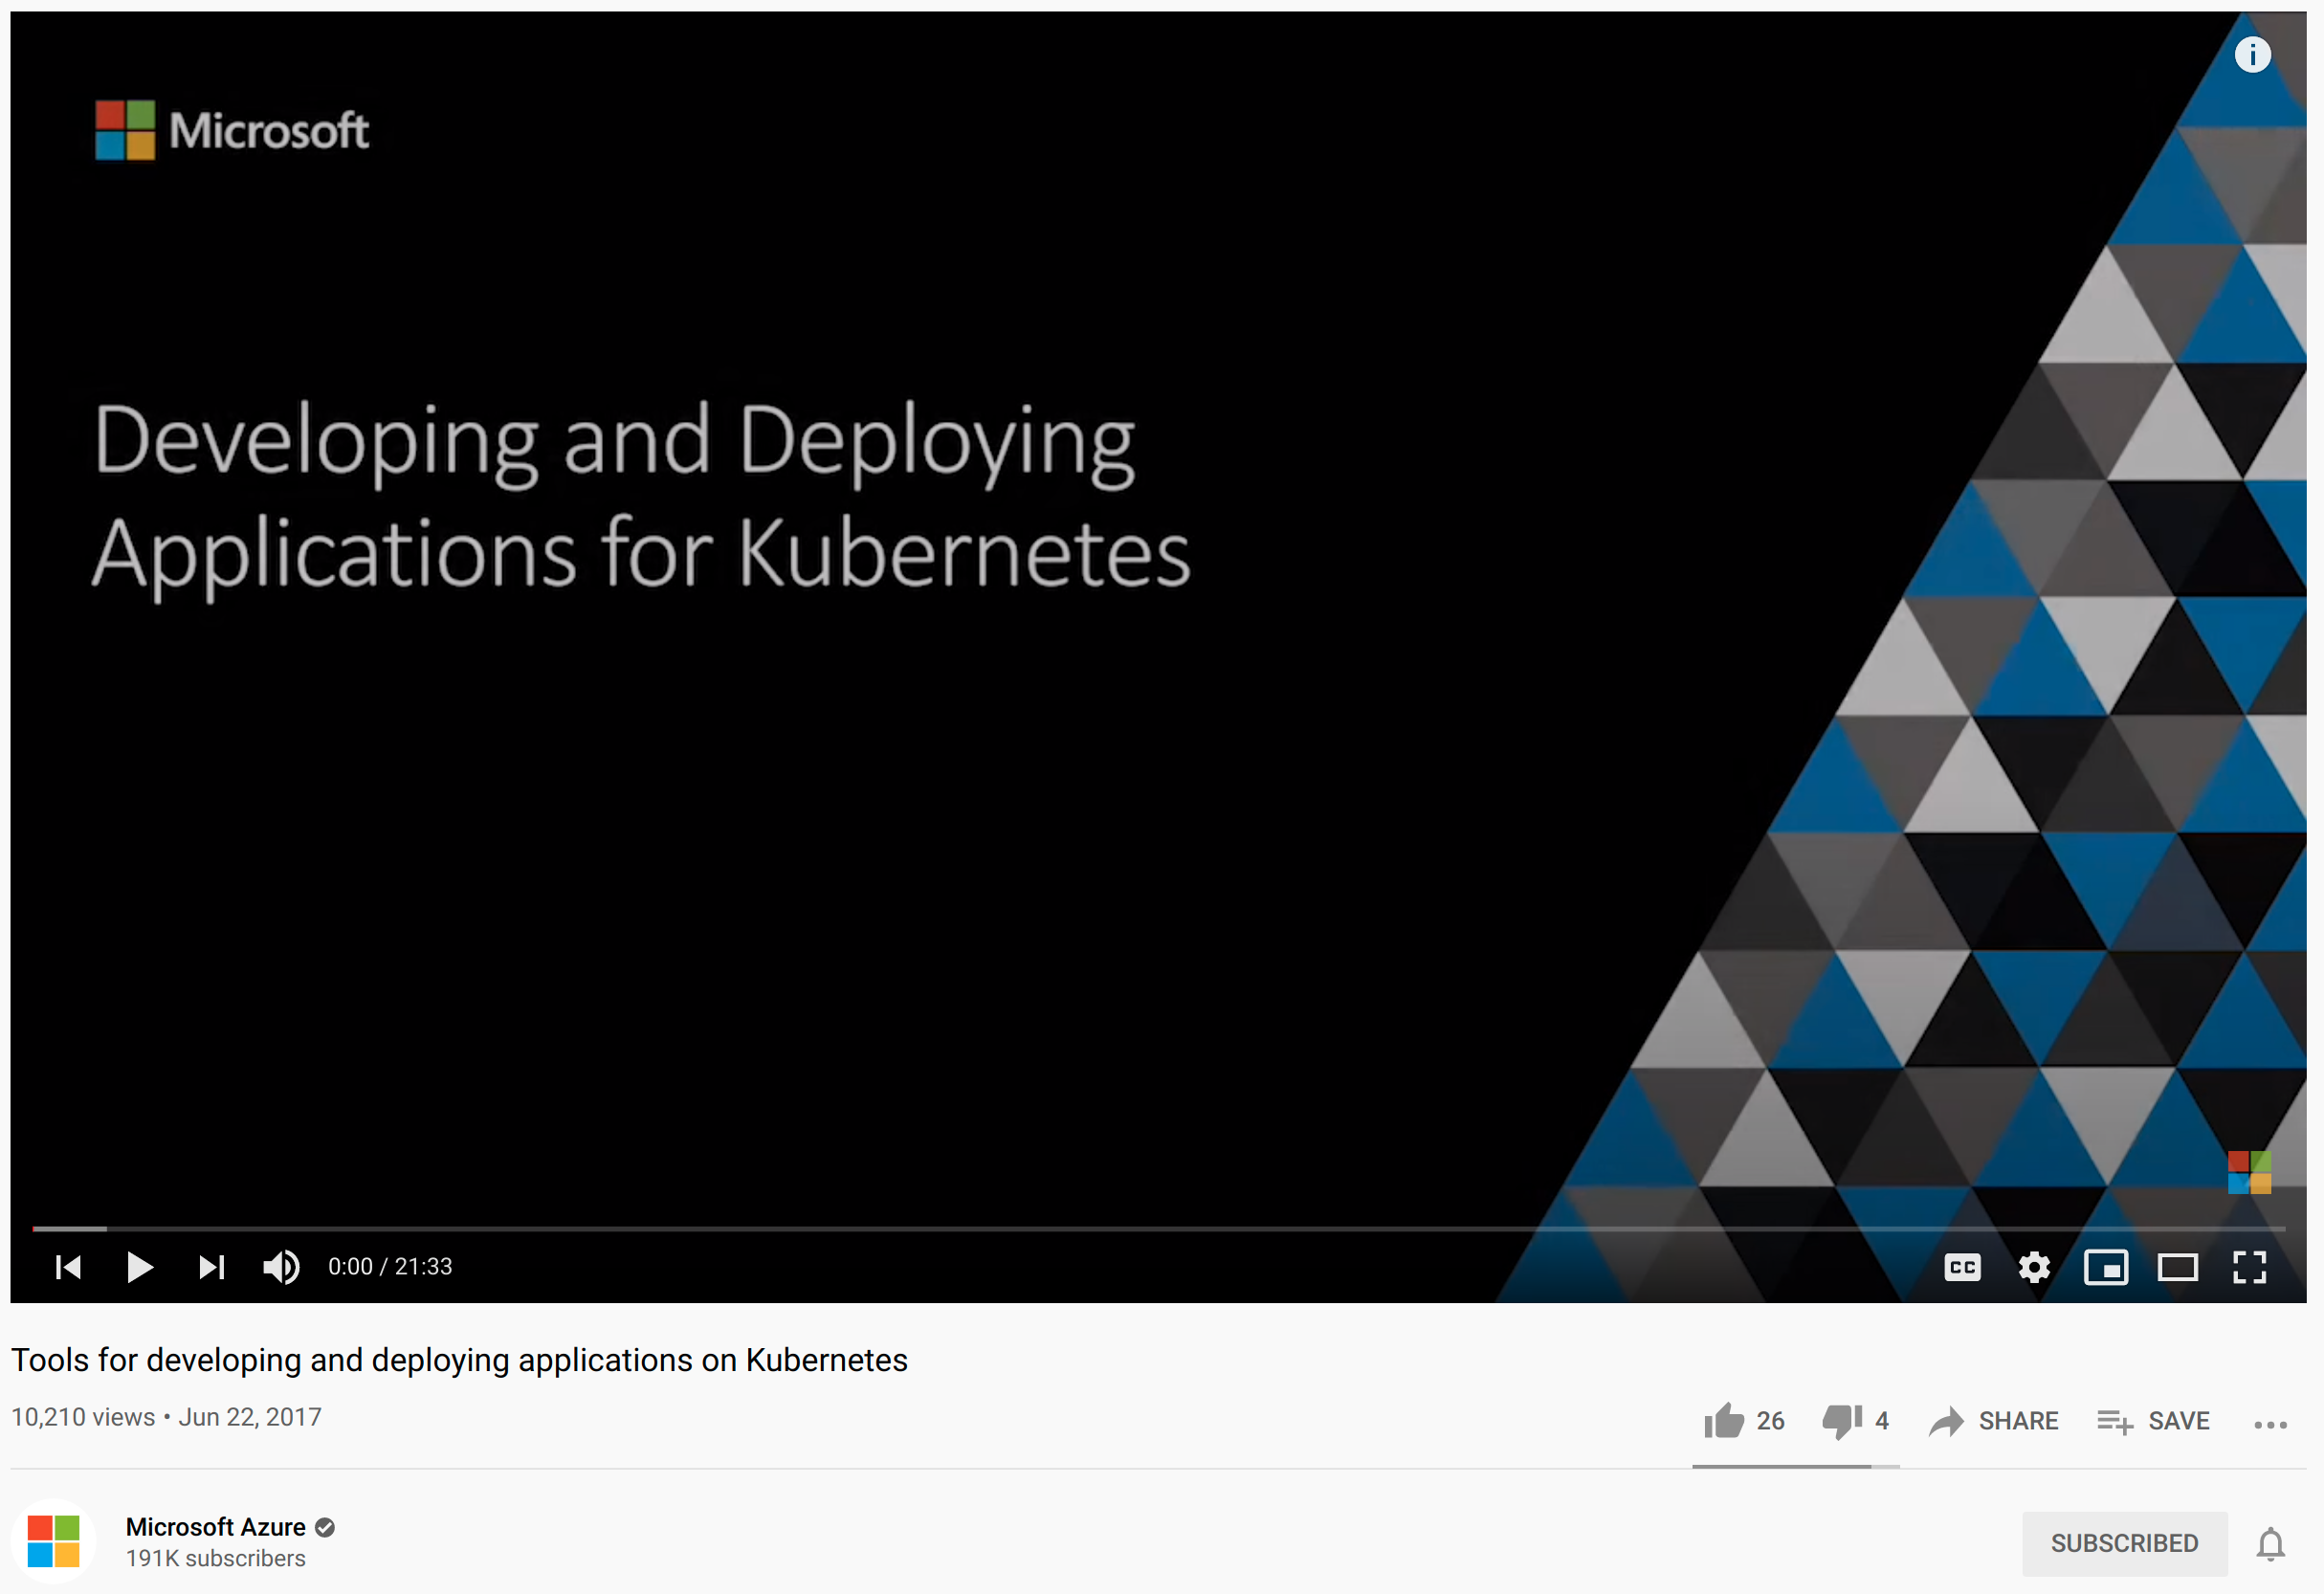 Microsoft
Developing and Deploying
Applications for Kubernetes
0:00 / 21:33
CC
Tools for developing and deploying applications on Kubernetes
10,210 views • Jun 22, 2017
26 4 SHARE SAVE
Microsoft Azure
191K subscribers
SUBSCRIBED